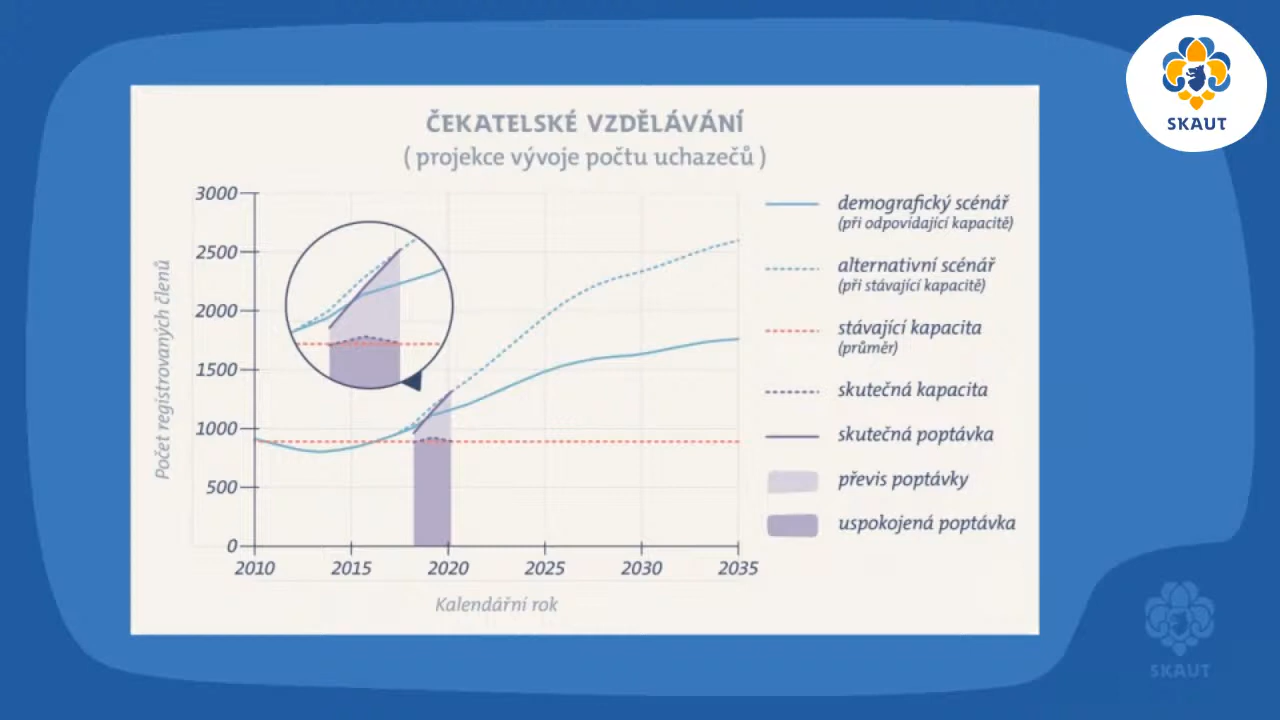 SKAUT
ČEKATELSKÉ VZDĚLÁVÁNÍ
( projekce vývoje počtu uchazečů )
Počet registrovaných členů
3000
2500
2000
1500
1000
500
0
2010 2015 2020 2025 2030 2035
Kalendářní rok
demografický scénář
(při odpovídající kapacitě)
alternativní scénář
(při stávající kapacitě)
stávající kapacita
(průměr)
skutečná kapacita
skutečná poptávka
převis poptávky
uspokojená poptávka
SKAUT